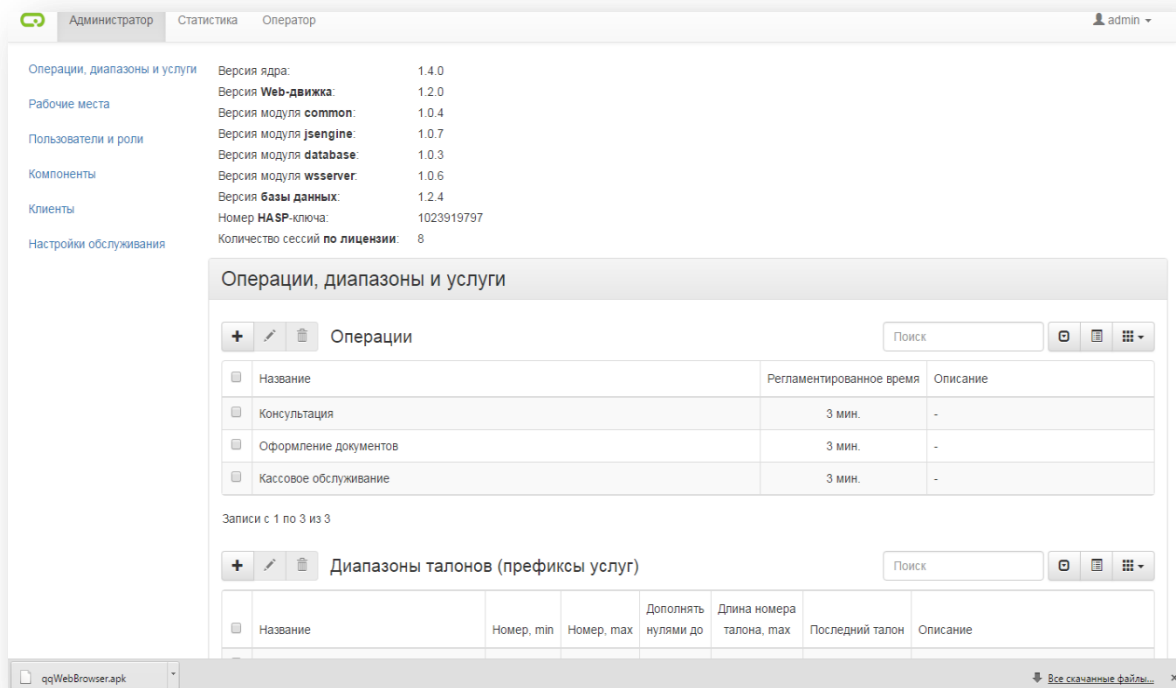 Администратор Статистика Оператор admin
Операции, диапазоны и услуги
Рабочие места
Пользователи и роли
Компоненты
Клиенты
Настройки обслуживания
Версия ядра: 1.4.0
Версия Web-движка: 1.2.0
Версия модуля common: 1.0.4
Версия модуля jsengine: 1.0.7
Версия модуля database: 1.0.3
Версия модуля wsserver: 1.0.6
Версия базы данных: 1.2.4
Номер HASP-ключа: 1023919797
Количество сессий по лицензии: 8
Операции, диапазоны и услуги
Операции Поиск
Название Регламентированное время Описание
Консультация 3 мин. -
Оформление документов 3 мин. -
Кассовое обслуживание 3 мин. -
Записи с 1 по 3 из 3
Диапазоны талонов (префиксы услуг) Поиск
Название Номер, min Номер, max Дополнять нулями до Длина номера талона, max Последний талон Описание
qqWebBrowser.apk Все скачанные файлы...